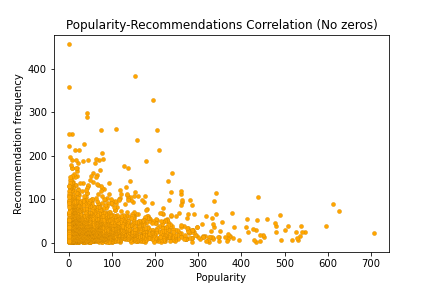 Popularity-Recommendations Correlation (No zeros)
Recommendation frequency
400
300
200
100
0
0 100 200 300 400 500 600 700
Popularity